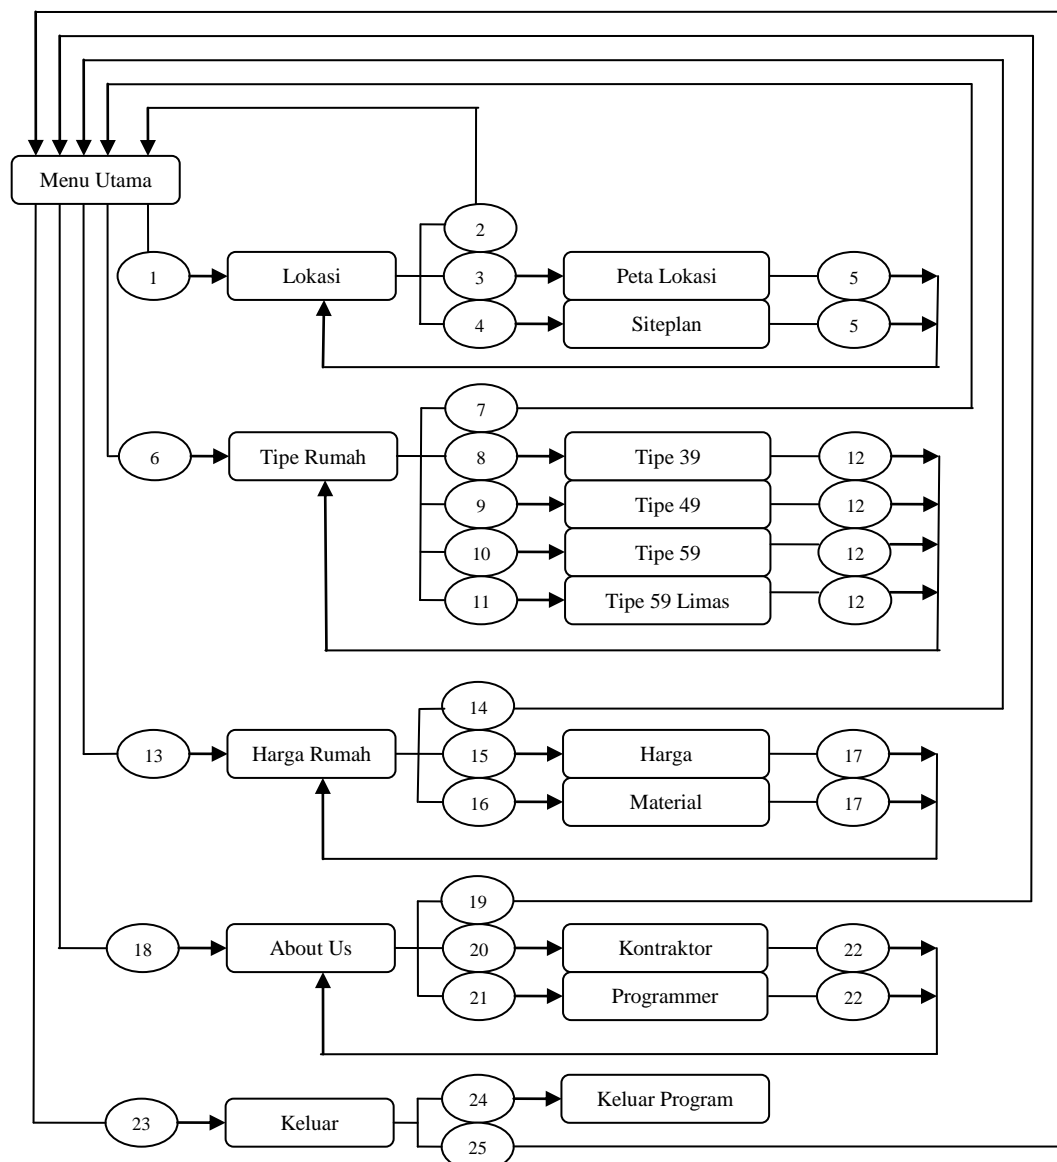 Menu Utama
2
1
Lokasi
3
Peta Lokasi
5
4
Siteplan
5
7
6
Tipe Rumah
8
Tipe 39
12
9
Tipe 49
12
10
Tipe 59
12
11
Tipe 59 Limas
12
14
13
Harga Rumah
15
Harga
17
16
Material
17
19
18
About Us
20
Kontraktor
22
21
Programmer
22
24
Keluar Program
23
Keluar
25